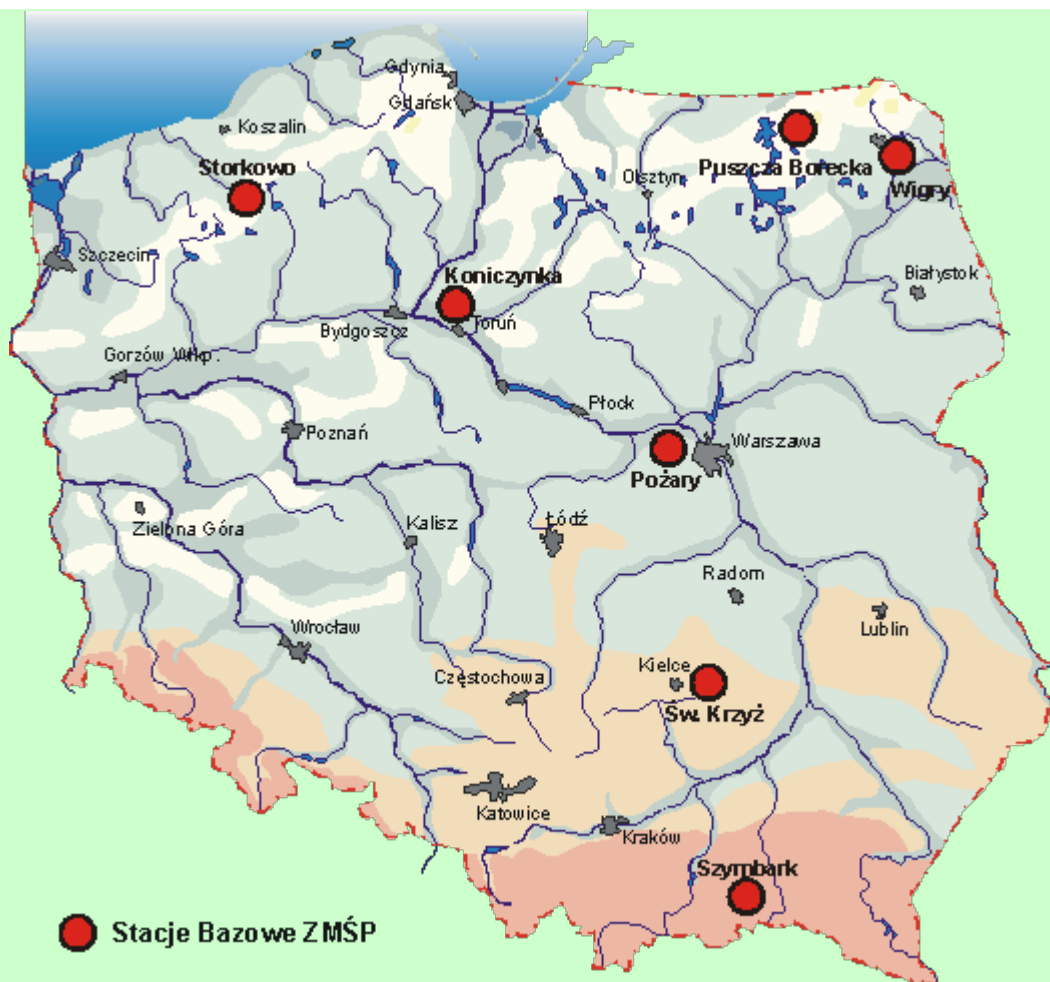 Gdynia
Gdańsk
Koszalin
Storkowo
Olsztyn
Puszcza Borecka
Wigry
Szczecin
Koniczynka
Białystok
Bydgoszcz
Toruń
Gorzów Wlkp.
Płock
Poznań
Warszawa
Pożary
Zielona Góra
Kalisz
Łódź
Radom
Lublin
Wrocław
Kielce
Częstochowa
Św. Krzyż
Katowice
Kraków
Szymbark
Stacje Bazowe ZMŚP